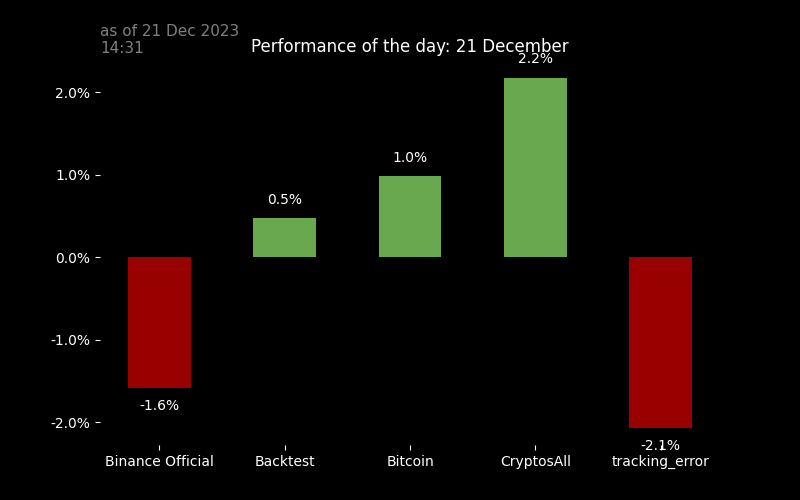 as of 21 Dec 2023
14:31
Performance of the day: 21 December
2.2%
2.0%
1.0%
1.0%
0.5%
0.0%
-1.0%
-1.6%
-2.0%
-2.1%
Binance Official
Backtest
Bitcoin
CryptosAll
tracking_error